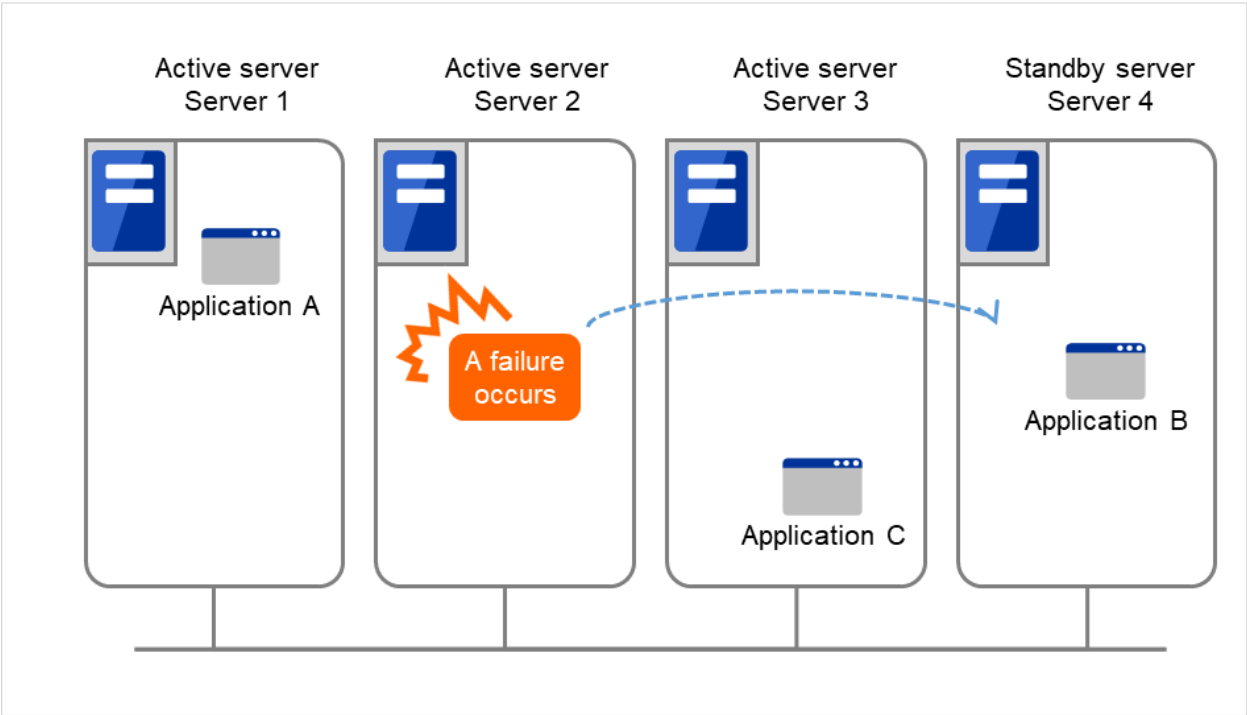 Active server
Server 1
Active server
Server 2
Active server
Server 3
Standby server
Server 4
Application A
A failure
occurs
Application B
Application C